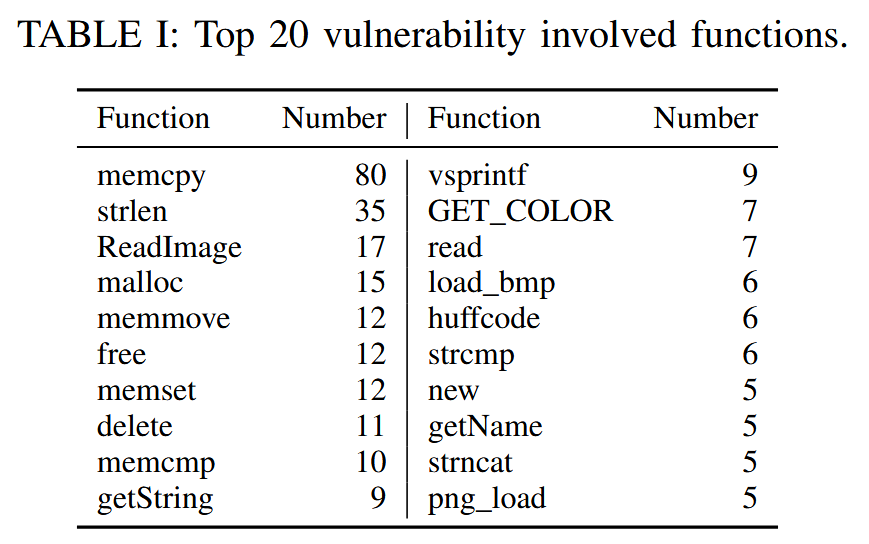 TABLE I: Top 20 vulnerability involved functions.
Function Number Function Number
memcpy 80 vsprintf 9
strlen 35 GET_COLOR 7
ReadImage 17 read 7
malloc 15 load_bmp 6
memmove 12 huffcode 6
free 12 strcmp 6
memset 12 new 5
delete 11 getName 5
memcmp 10 strncat 5
getString 9 png_load 5